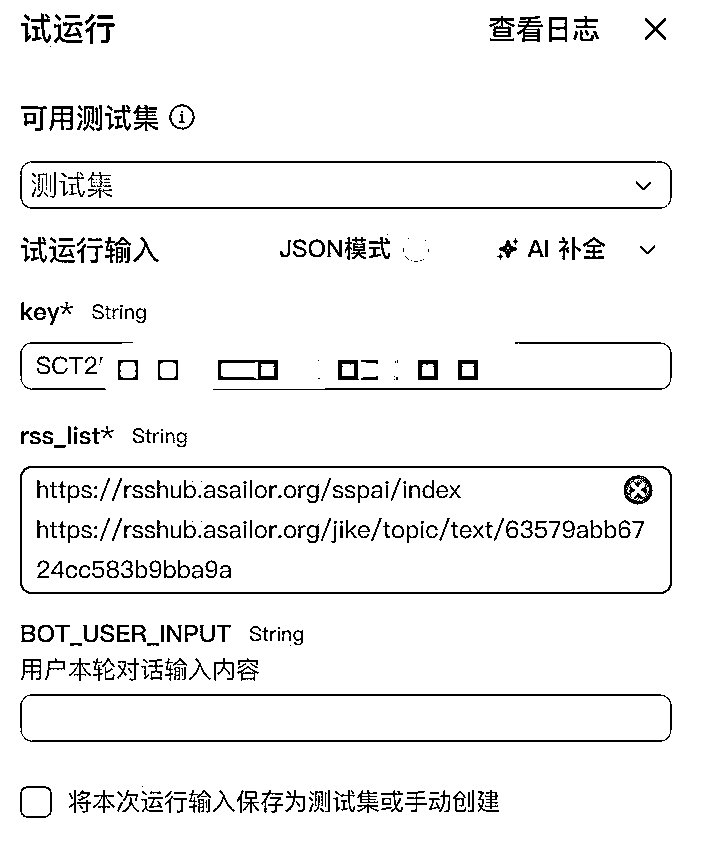 试运行 查看日志
可用测试集
测试集
试运行输入 JSON模式 AI 补全
key* String
SCT2
rss_list* String
https://rsshub.asailor.org/sspai/index
https://rsshub.asailor.org/jike/topic/text/63579abb67
24cc583b9bba9a
BOT_USER_INPUT String
用户本轮对话输入内容
将本次运行输入保存为测试集或手动创建